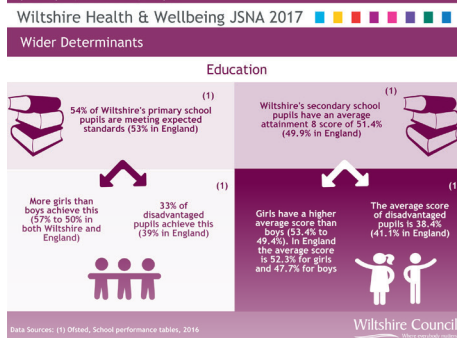 Wiltshire Health & Wellbeing JSNA 2017
Wider Determinants
Education
(1)
54% of Wiltshire's primary school
pupils are meeting expected
standards (53% in England)
(1)
Wiltshire's secondary school
pupils have an average
attainment 8 score of 51.4%
(49.9% in England)
More girls than
boys achieve this
(57% to 50% in
both Wiltshire and
England)
(1)
33% of
disadvantaged
pupils achieve this
(39% in England)
Girls have a higher
average score than
boys (53.4% to
49.4%). In England
the average score
is 52.3% for girls
and 47.7% for boys
(1)
The average score
of disadvantaged
pupils is 38.4%
(41.1% in England)
Data Sources: (1) Ofsted, School performance tables, 2016
Wiltshire Council
Where everybody matters